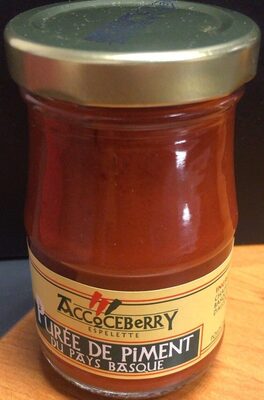 ACCOCEBERRY
ESPELETTE
PURÉE DE PIMENT
DU PAYS BASQUE